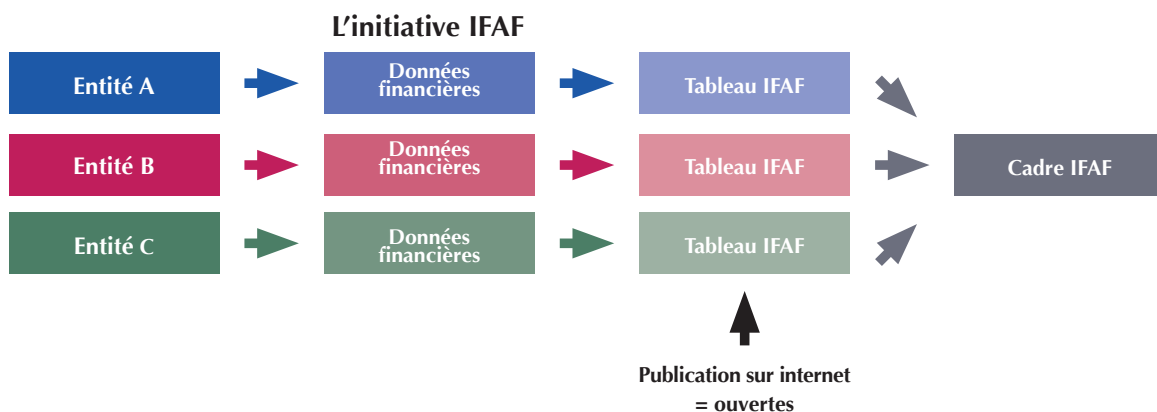 L'initiative IFAF
Entité A
Données
financières
Tableau IFAF
Entité B
Données
financières
Tableau IFAF
Cadre IFAF
Entité C
Données
financières
Tableau IFAF
Publication sur internet
= ouvertes